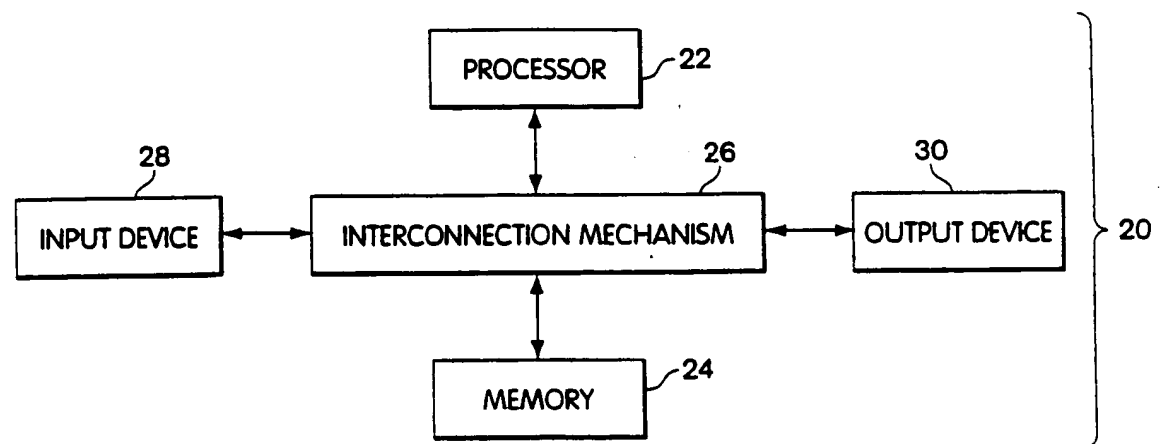 PROCESSOR
22
28
26
30
INPUT DEVICE
INTERCONNECTION MECHANISM
OUTPUT DEVICE
20
MEMORY
24